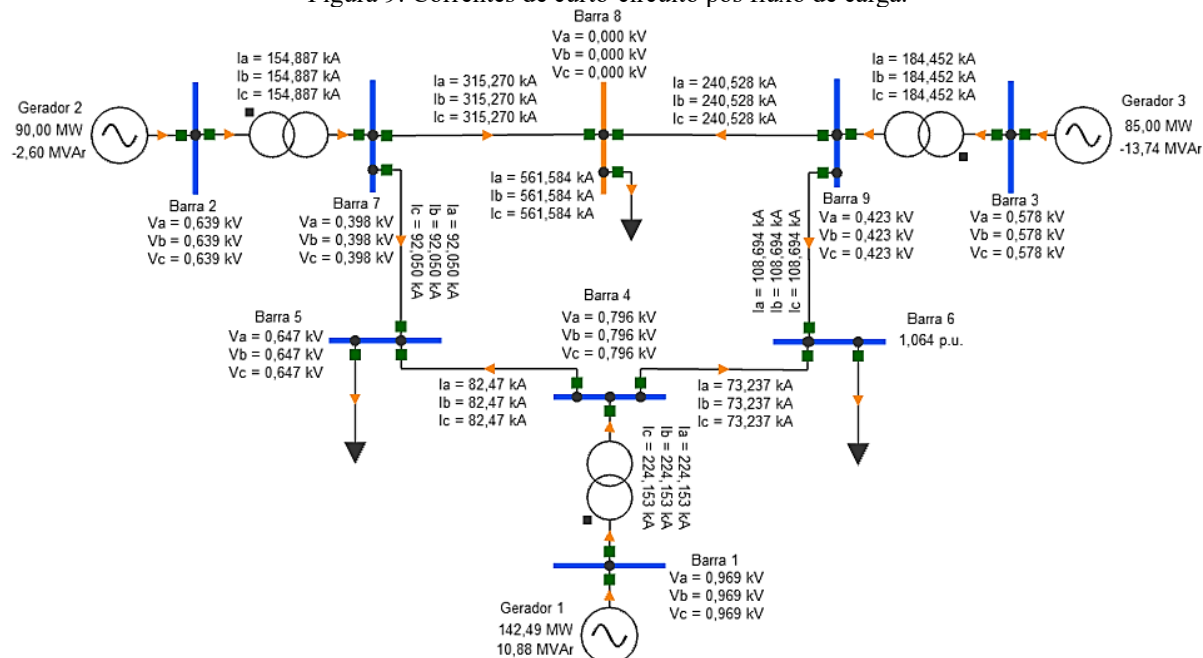 Figura 9: Correntes de curto-circuito pós fluxo de carga.
Barra 8
Va = 0,000 kV
Vb = 0,000 kV
Vc = 0,000 kV
Ia = 154,887 kA
Ib = 154,887 kA
Ic = 154,887 kA
Ia = 315,270 kA
Ib = 315,270 kA
Ic = 315,270 kA
Ia = 240,528 kA
Ib = 240,528 kA
Ic = 240,528 kA
Ia = 184,452 kA
Ib = 184,452 kA
Ic = 184,452 kA
Gerador 2
90,00 MW
-2,60 MVAr
Gerador 3
85,00 MW
-13,74 MVAr
Ia = 561,584 kA
Ib = 561,584 kA
Ic = 561,584 kA
Barra 2
Va = 0,639 kV
Vb = 0,639 kV
Vc = 0,639 kV
Barra 7
Va = 0,398 kV
Vb = 0,398 kV
Vc = 0,398 kV
Ia = 92,050 kA
Ib = 92,050 kA
Ic = 92,050 kA
Ia = 108,694 kA
Ib = 108,694 kA
Ic = 108,694 kA
Barra 9
Va = 0,423 kV
Vb = 0,423 kV
Vc = 0,423 kV
Barra 3
Va = 0,578 kV
Vb = 0,578 kV
Vc = 0,578 kV
Barra 5
Va = 0,647 kV
Vb = 0,647 kV
Vc = 0,647 kV
Barra 4
Va = 0,796 kV
Vb = 0,796 kV
Vc = 0,796 kV
Barra 6
1,064 p.u.
Ia = 82,47 kA
Ib = 82,47 kA
Ic = 82,47 kA
Ia = 73,237 kA
Ib = 73,237 kA
Ic = 73,237 kA
Ia = 224,153 kA
Ib = 224,153 kA
Ic = 224,153 kA
Barra 1
Va = 0,969 kV
Vb = 0,969 kV
Vc = 0,969 kV
Gerador 1
142,49 MW
10,88 MVAr